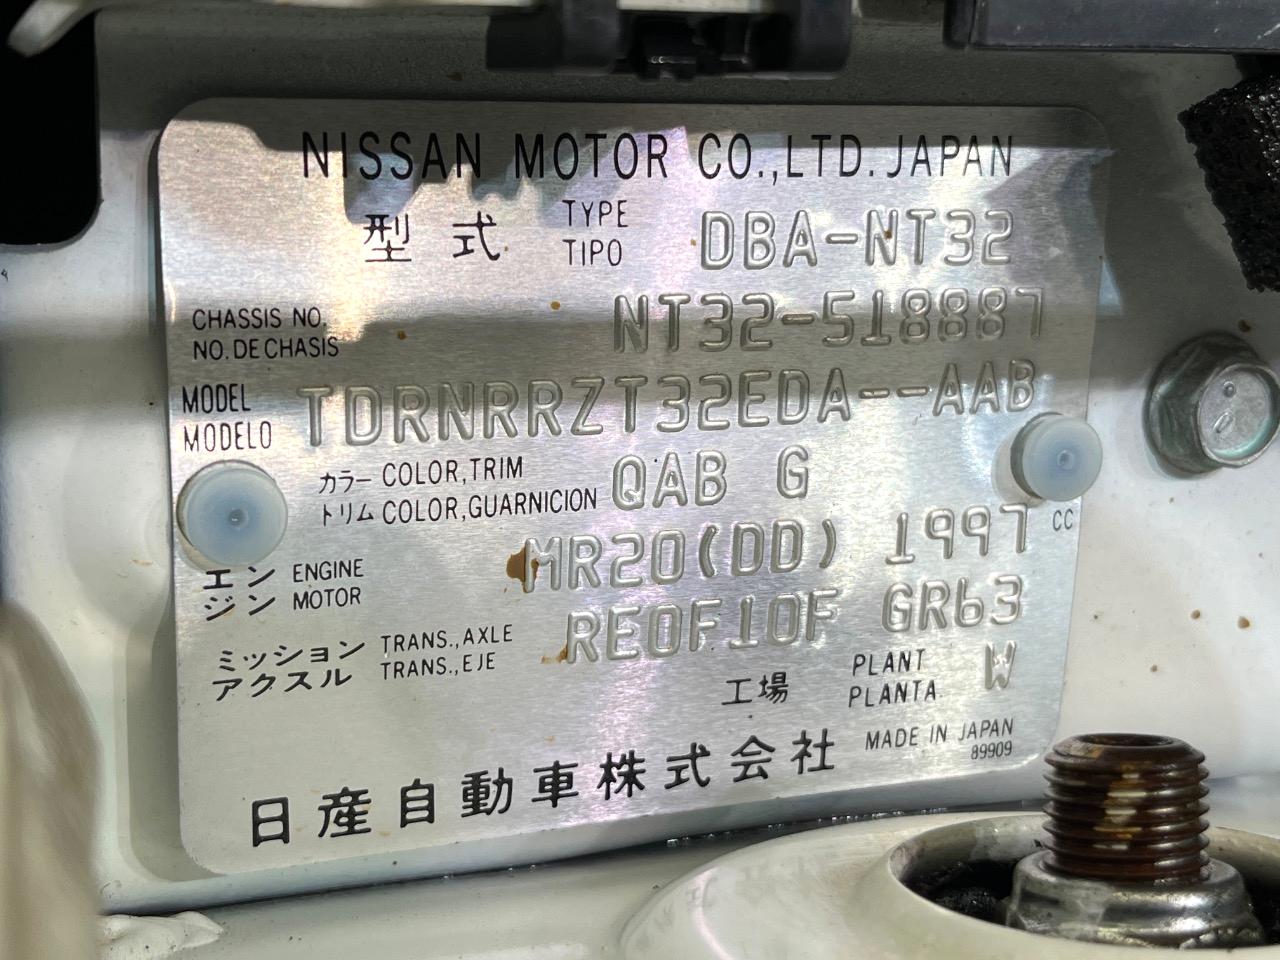 NISSAN MOTOR CO.,LTD. JAPAN
型式 TYPE DBA-NT32
TIPO
CHASSIS NO. NT32-518887
NO. DE CHASIS
MODEL TDRNRRZT32EDA--AAB
MODELO
カラー COLOR,TRIM QAB G
トリム COLOR,GUARNICION
エンジン ENGINE MR20(DD) 1997 CC
MOTOR
ミッション TRANS.,AXLE RE0F10F GR63
アクスル TRANS.,EJE
工場 PLANT W
PLANTA
日産自動車株式会社 MADE IN JAPAN
89909